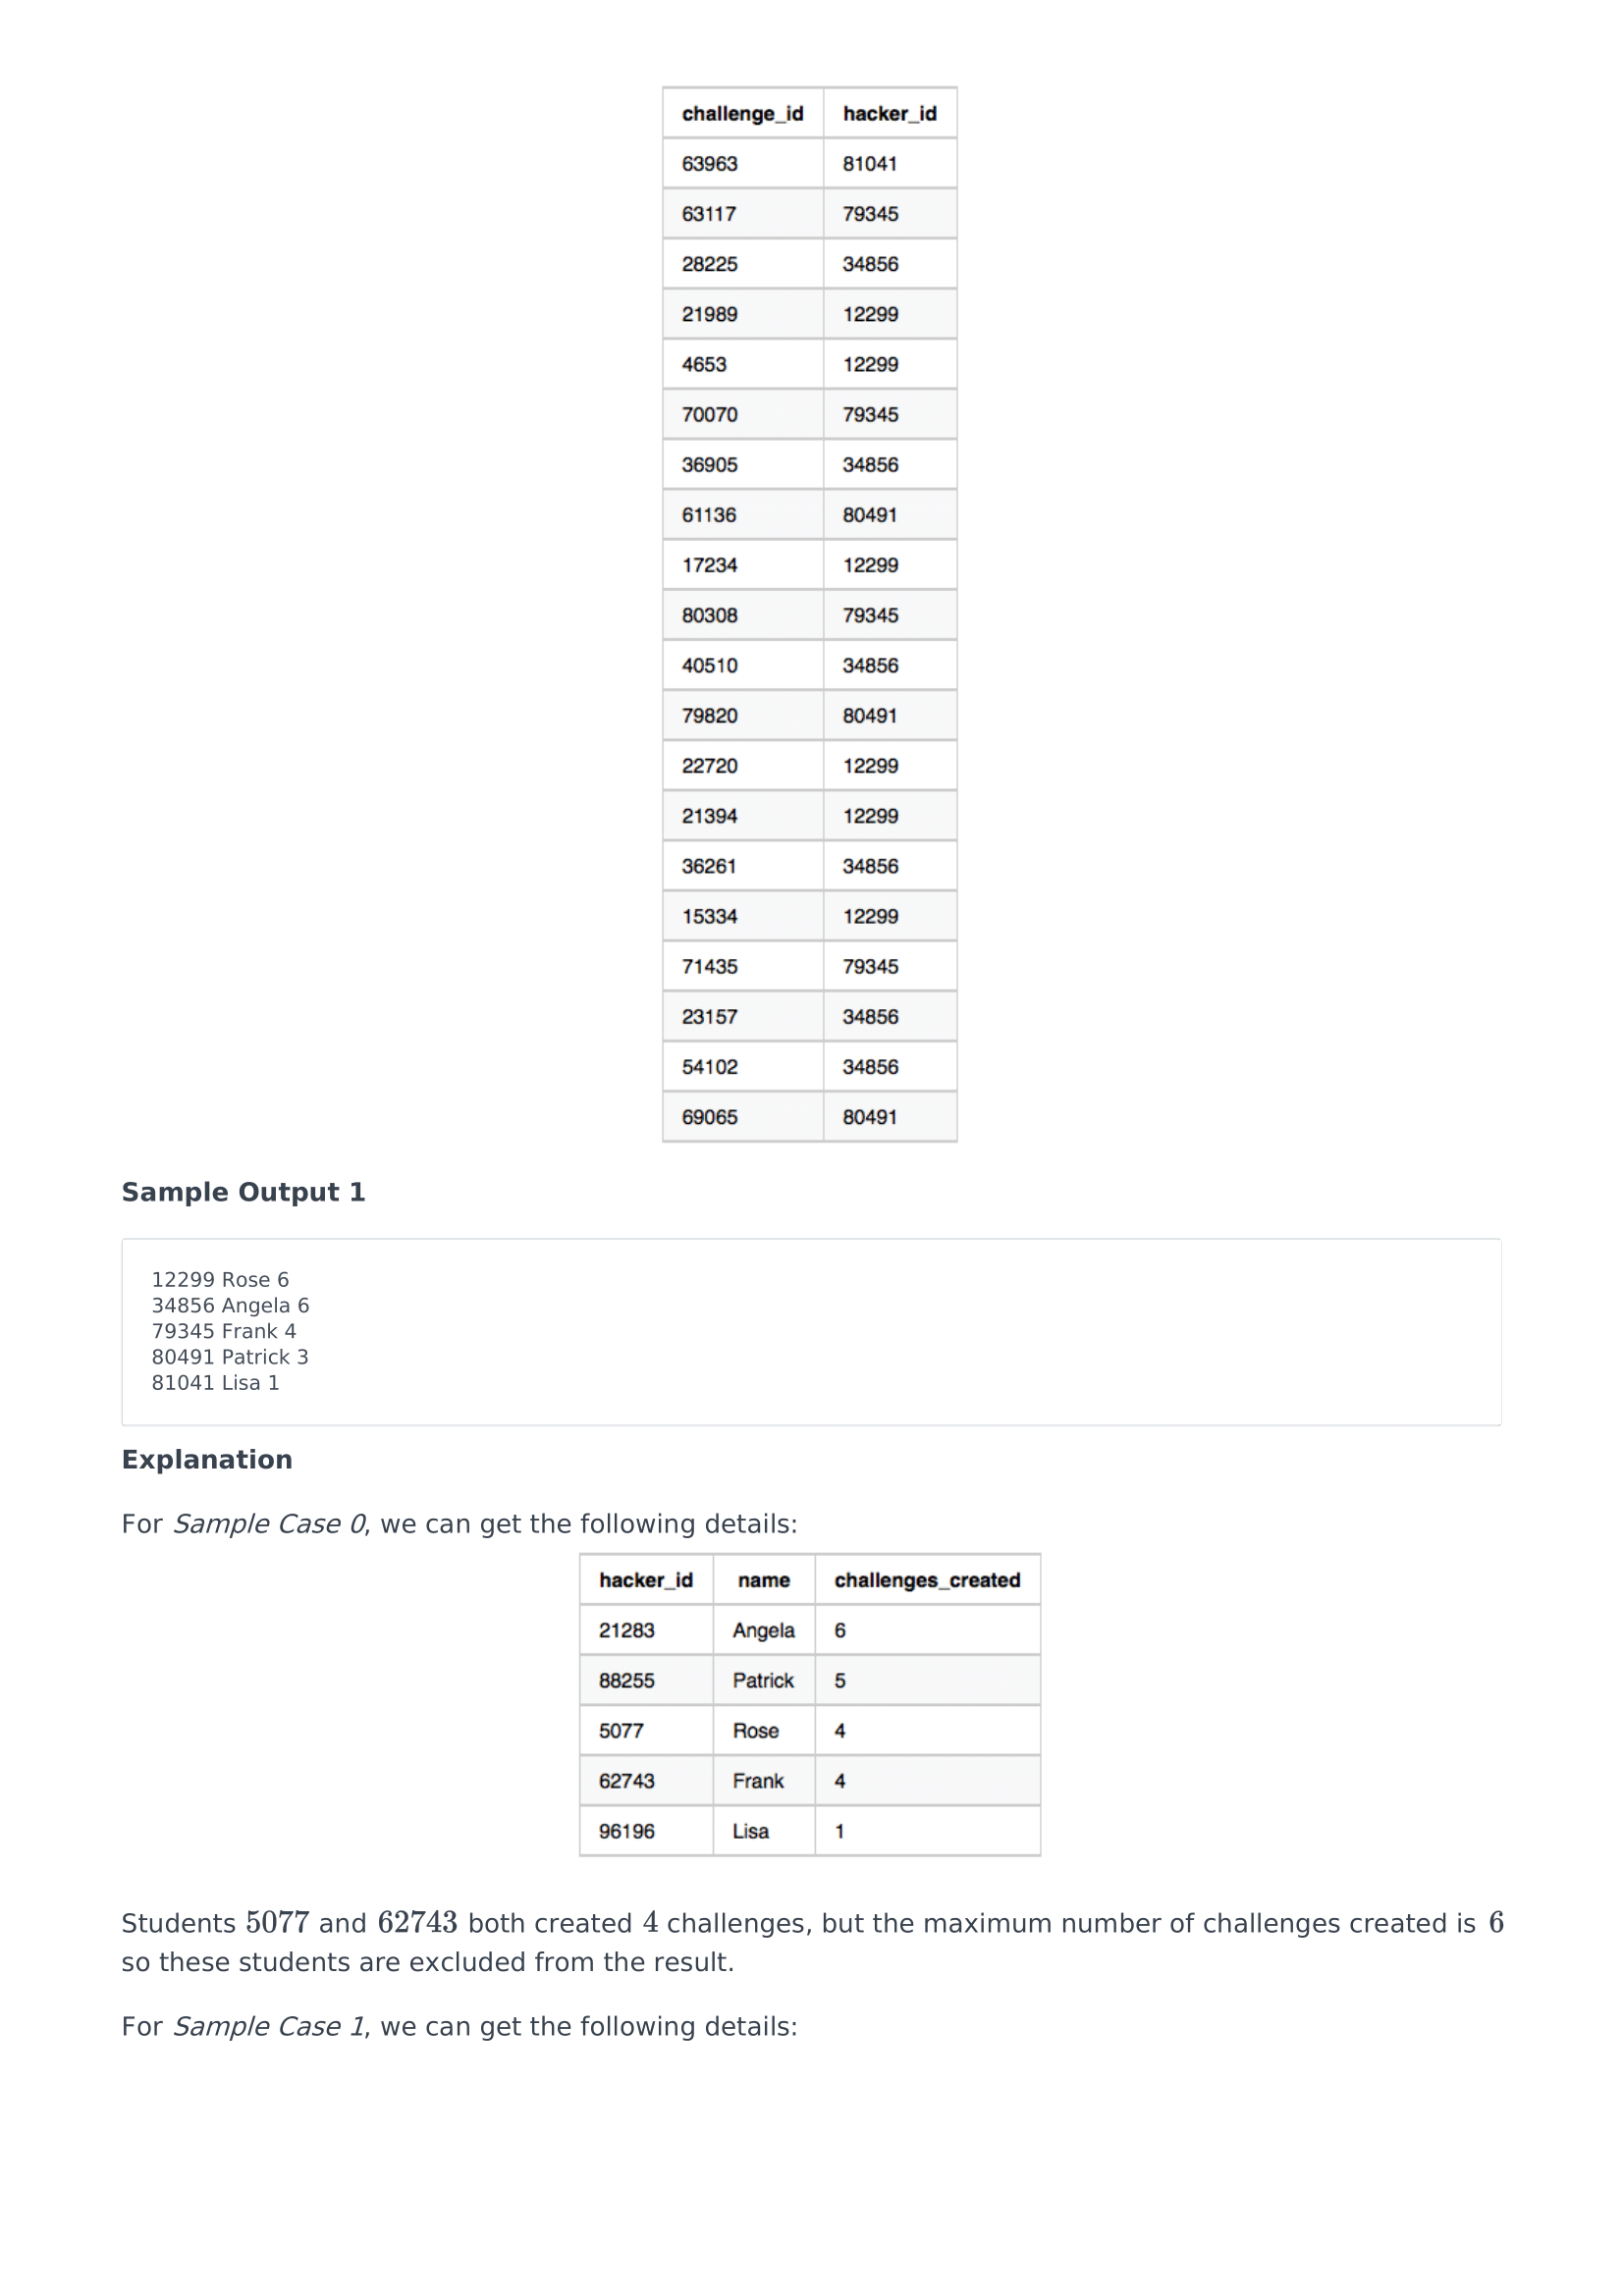 challenge_id hacker_id
63963 81041
63117 79345
28225 34856
21989 12299
4653 12299
70070 79345
36905 34856
61136 80491
17234 12299
80308 79345
40510 34856
79820 80491
22720 12299
21394 12299
36261 34856
15334 12299
71435 79345
23157 34856
54102 34856
69065 80491
Sample Output 1
12299 Rose 6
34856 Angela 6
79345 Frank 4
80491 Patrick 3
81041 Lisa 1
Explanation
For Sample Case 0, we can get the following details:
hacker_id name challenges_created
21283 Angela 6
88255 Patrick 5
5077 Rose 4
62743 Frank 4
96196 Lisa 1
Students 5077 and 62743 both created 4 challenges, but the maximum number of challenges created is 6
so these students are excluded from the result.
For Sample Case 1, we can get the following details: